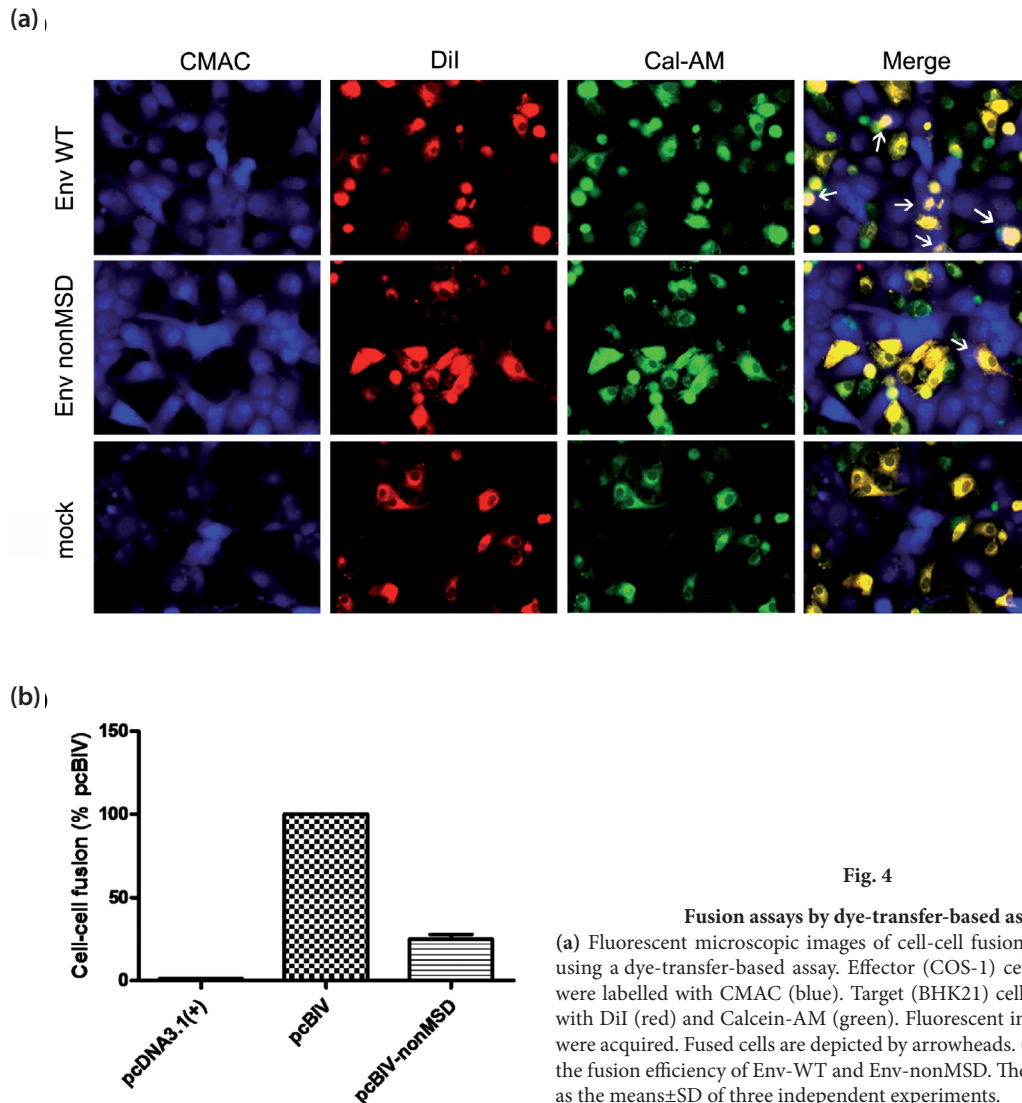 (a)
CMAC DiI Cal-AM Merge
Env WT
Env nonMSD
mock
(b)
Cell-cell fusion (% pcBIV)
150
100
50
0
pcDNA3.1(+)
pcBIV
pcBIV-nonMSD
Fig. 4
Fusion assays by dye-transfer-based as
(a) Fluorescent microscopic images of cell-cell fusion
using a dye-transfer-based assay. Effector (COS-1) ce
were labelled with CMAC (blue). Target (BHK21) cell
with DiI (red) and Calcein-AM (green). Fluorescent in
were acquired. Fused cells are depicted by arrowheads.
the fusion efficiency of Env-WT and Env-nonMSD. The
as the means±SD of three independent experiments.